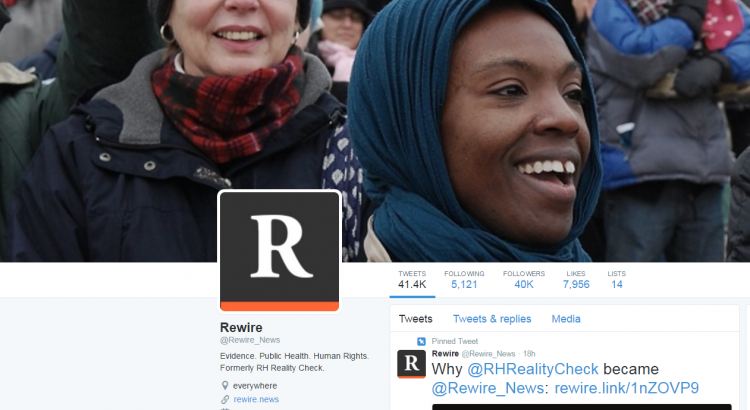 R
TWEETS FOLLOWING FOLLOWERS LIKES LISTS
41.4K 5,121 40K 7,956 14
Rewire
@Rewire_News
Evidence. Public Health. Human Rights.
Formerly RH Reality Check.
everywhere
rewire.news
Tweets Tweets & replies Media
Pinned Tweet
R
Rewire @Rewire_News · 18h
Why @RHRealityCheck became
@Rewire_News: rewire.link/1nZOVP9